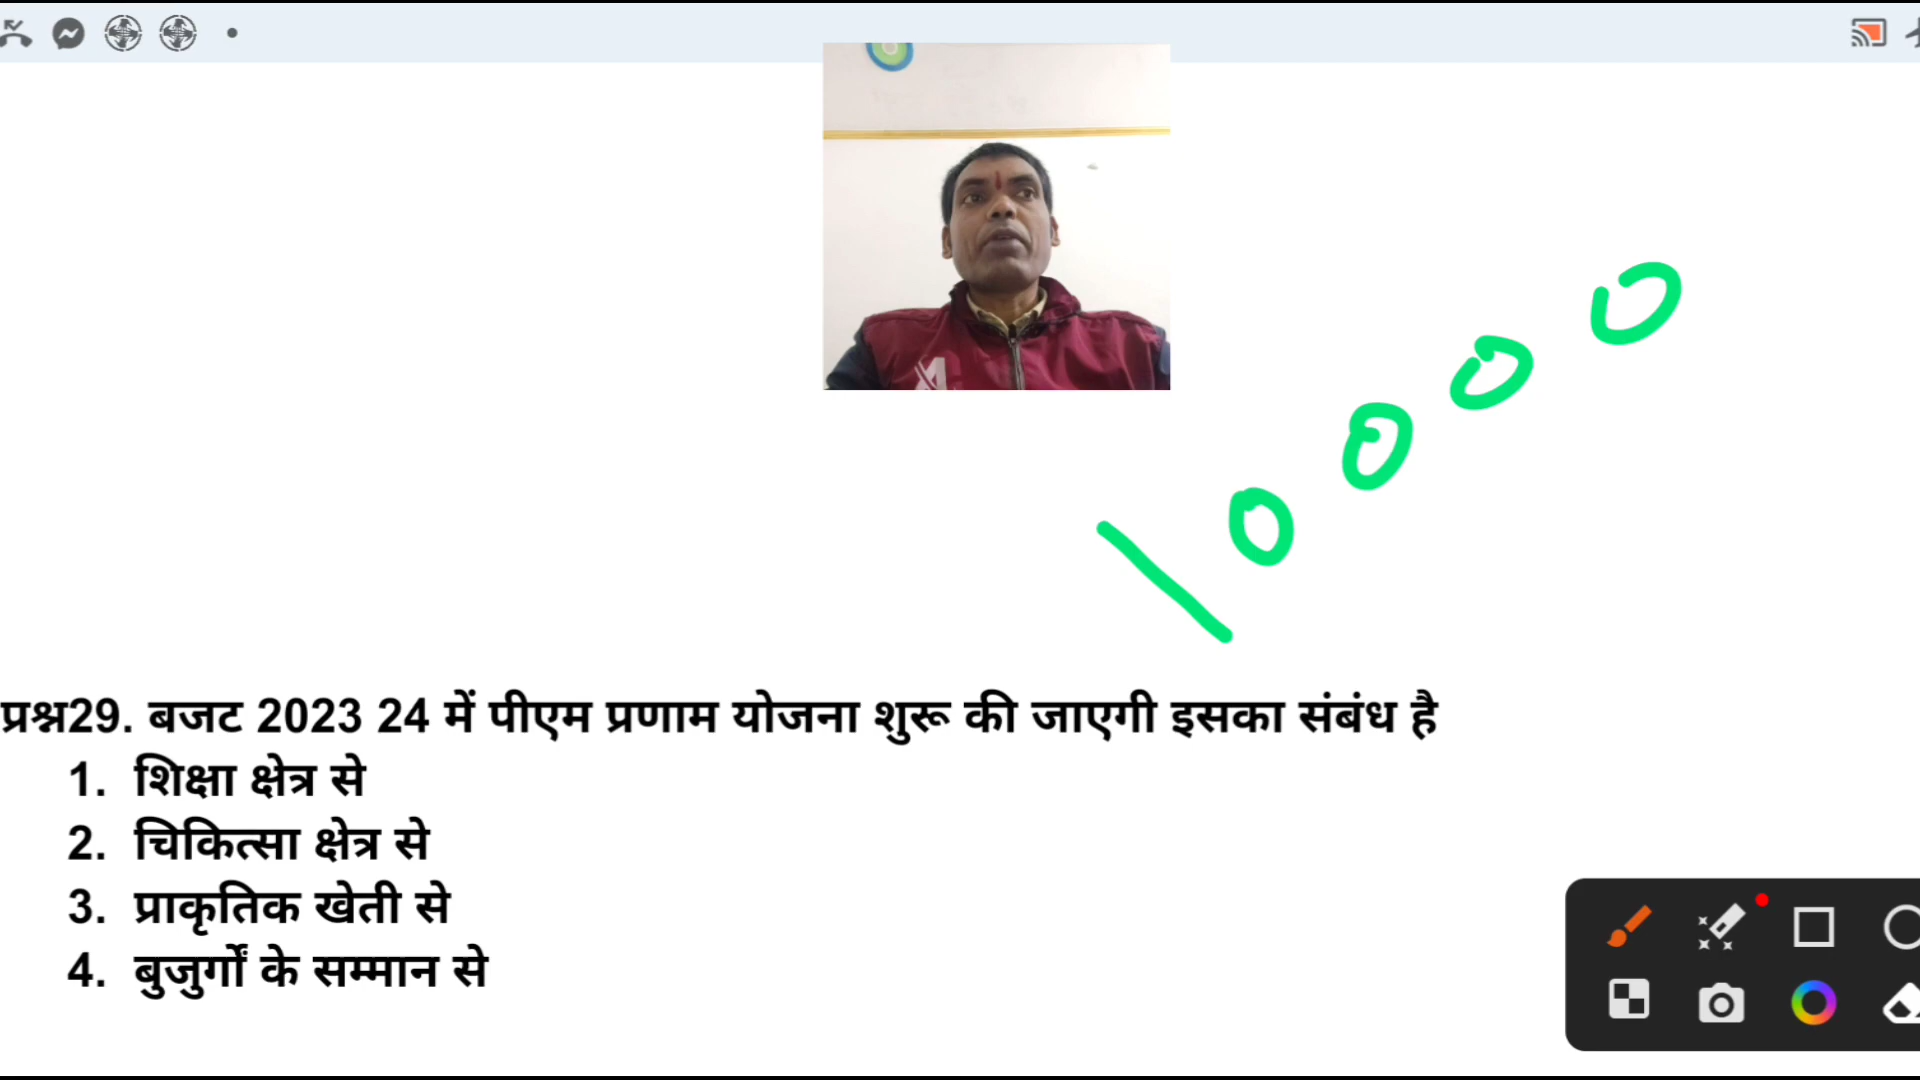 10000
प्रश्न29. बजट 2023 24 में पीएम प्रणाम योजना शुरू की जाएगी इसका संबंध है
1. शिक्षा क्षेत्र से
2. चिकित्सा क्षेत्र से
3. प्राकृतिक खेती से
4. बुजुर्गों के सम्मान से